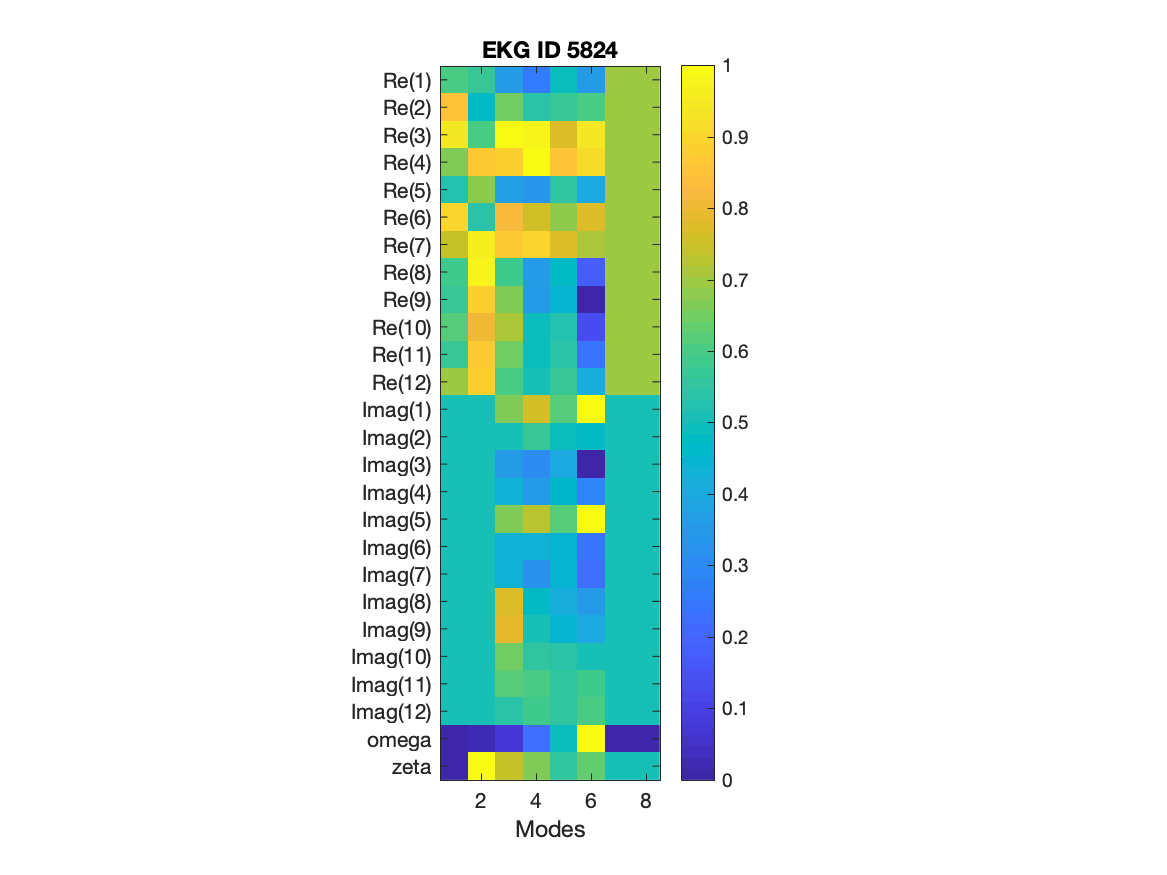 EKG ID 5824
Re(1)
Re(2)
Re(3)
Re(4)
Re(5)
Re(6)
Re(7)
Re(8)
Re(9)
Re(10)
Re(11)
Re(12)
Imag(1)
Imag(2)
Imag(3)
Imag(4)
Imag(5)
Imag(6)
Imag(7)
Imag(8)
Imag(9)
Imag(10)
Imag(11)
Imag(12)
omega
zeta
2 4 6 8
Modes
1
0.9
0.8
0.7
0.6
0.5
0.4
0.3
0.2
0.1
0